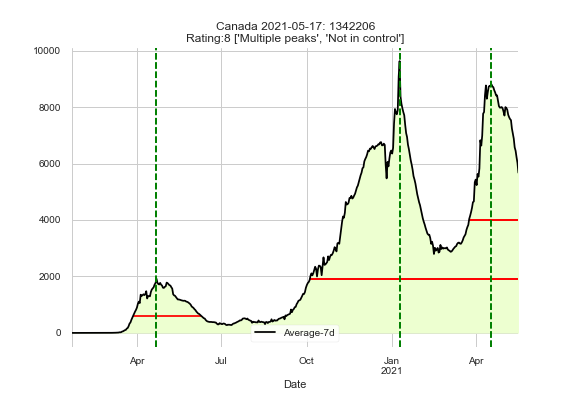 Canada 2021-05-17: 1342206
Rating:8 ['Multiple peaks', 'Not in control']
10000
8000
6000
4000
2000
0
Average-7d
Apr Jul Oct Jan Apr
2021
Date